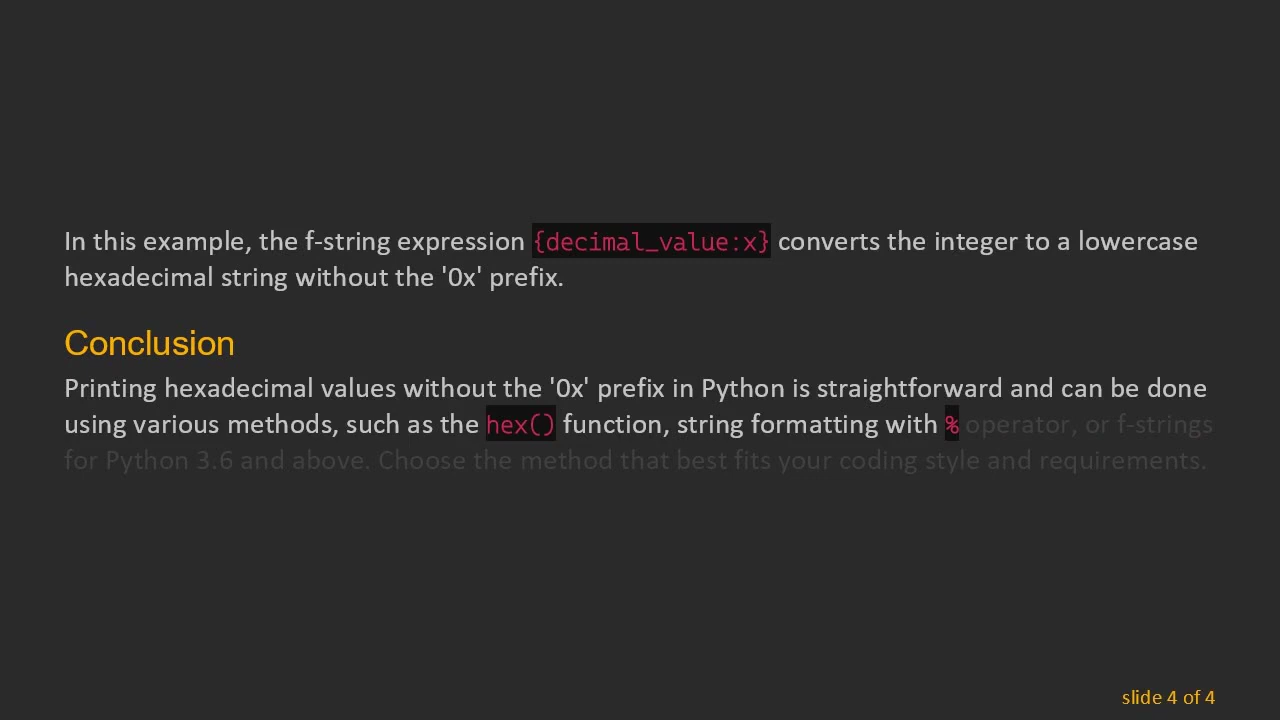 In this example, the f-string expression {decimal_value:x} converts the integer to a lowercase
hexadecimal string without the '0x' prefix.
Conclusion
Printing hexadecimal values without the '0x' prefix in Python is straightforward and can be done
using various methods, such as the hex() function, string formatting with % operator, or f-strings
for Python 3.6 and above. Choose the method that best fits your coding style and requirements.
slide 4 of 4